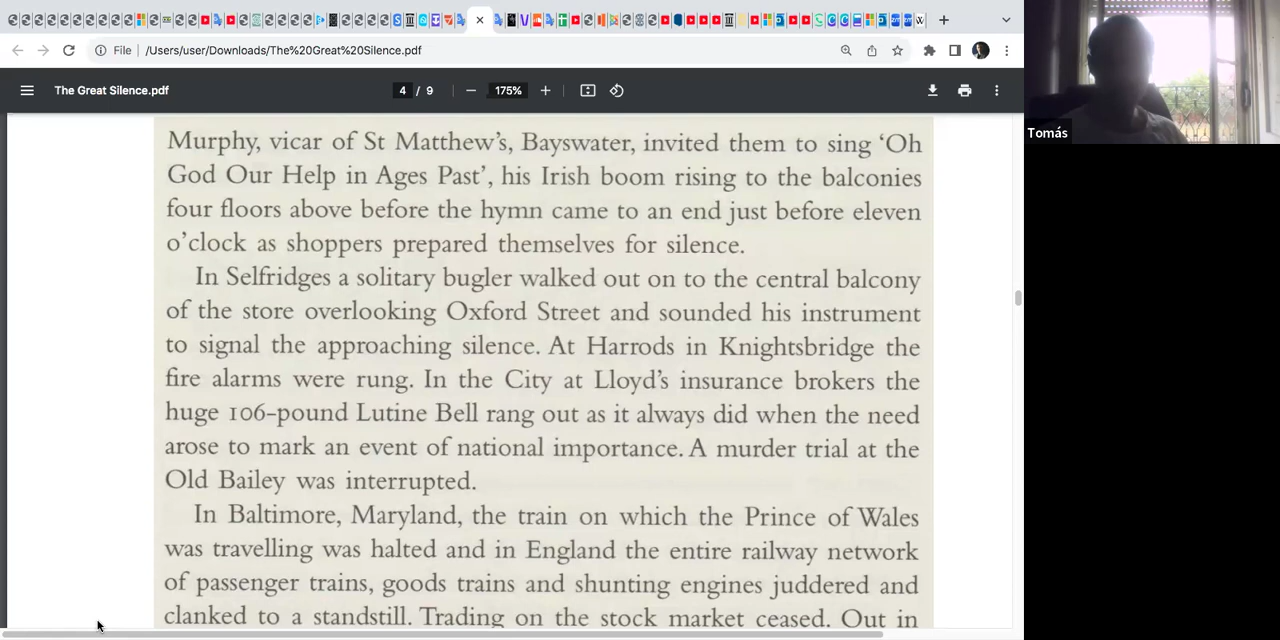 File
/Users/user/Downloads/The%20Great%20Silence.pdf
The Great Silence.pdf
4 / 9
175%
Tomás
Murphy, vicar of St Matthew’s, Bayswater, invited them to sing ‘Oh
God Our Help in Ages Past’, his Irish boom rising to the balconies
four floors above before the hymn came to an end just before eleven
o’clock as shoppers prepared themselves for silence.
In Selfridges a solitary bugler walked out on to the central balcony
of the store overlooking Oxford Street and sounded his instrument
to signal the approaching silence. At Harrods in Knightsbridge the
fire alarms were rung. In the City at Lloyd’s insurance brokers the
huge 106-pound Lutine Bell rang out as it always did when the need
arose to mark an event of national importance. A murder trial at the
Old Bailey was interrupted.
In Baltimore, Maryland, the train on which the Prince of Wales
was travelling was halted and in England the entire railway network
of passenger trains, goods trains and shunting engines juddered and
clanked to a standstill. Trading on the stock market ceased. Out in